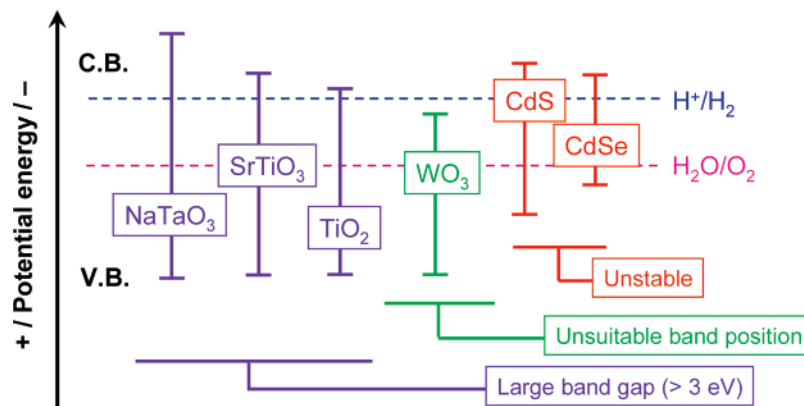 + / Potential energy / –
C.B.
V.B.
NaTaO₃
SrTiO₃
TiO₂
WO₃
CdS
CdSe
H⁺/H₂
H₂O/O₂
Unstable
Unsuitable band position
Large band gap (> 3 eV)